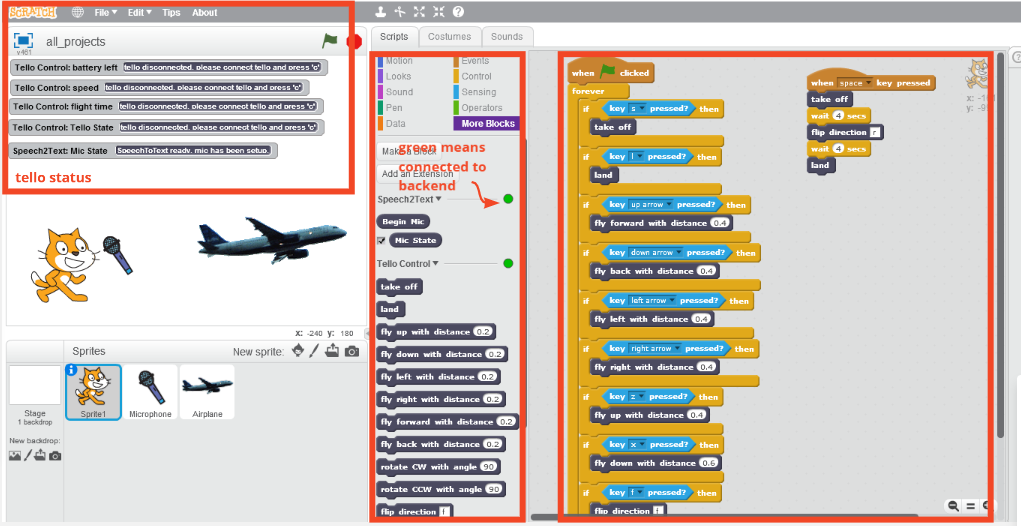 SCRATCH File Edit Tips About
v461 all_projects
Tello Control: battery left tello disconnected, please connect tello and press 'c'
Tello Control: speed tello disconnected, please connect tello and press 'c'
Tello Control: flight time tello disconnected, please connect tello and press 'c'
Tello Control: Tello State tello disconnected, please connect tello and press 'c'
Speech2Text: Mic State SpeechToText ready, mic has been setup.
tello status
X: -240 y: 180
Sprites New sprite:
Stage
1 backdrop
New backdrop:
Sprite1
Microphone
Airplane
Scripts Costumes Sounds
Motion Events
Looks Control
Sound Sensing
Pen Operators
Data More Blocks
Make a Block
Add an Extension
green means
connected to
backend
Speech2Text
Begin Mic
Mic State
Tello Control
take off
land
fly up with distance 0.2
fly down with distance 0.2
fly left with distance 0.2
fly right with distance 0.2
fly forward with distance 0.2
fly back with distance 0.2
rotate CW with angle 90
rotate CCW with angle 90
flip direction f
when clicked
forever
if key s pressed? then
take off
if key l pressed? then
land
if key up arrow pressed? then
fly forward with distance 0.4
if key down arrow pressed? then
fly back with distance 0.4
if key left arrow pressed? then
fly left with distance 0.4
if key right arrow pressed? then
fly right with distance 0.4
if key z pressed? then
fly up with distance 0.4
if key x pressed? then
fly down with distance 0.6
if key f pressed? then
flip direction f
when space key pressed
take off
wait 4 secs
flip direction r
wait 4 secs
land